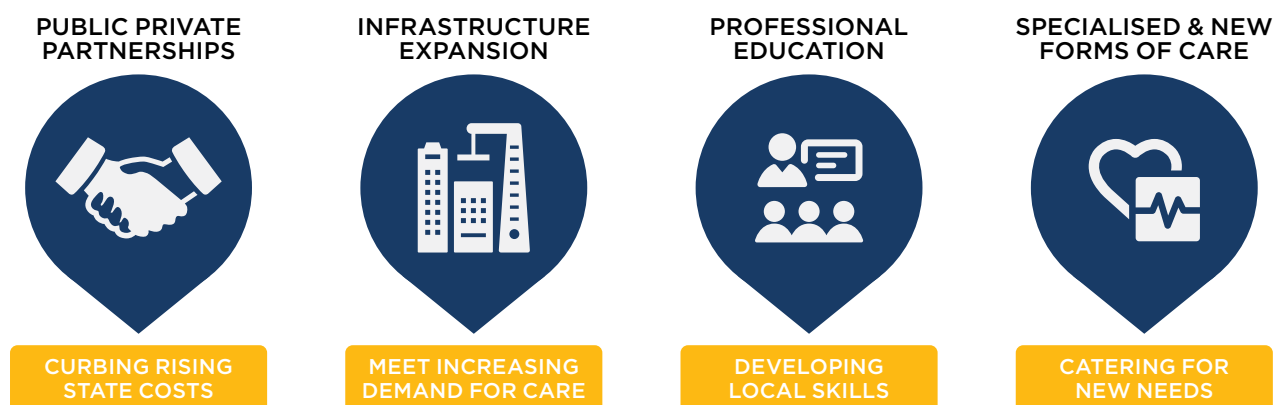 PUBLIC PRIVATE
PARTNERSHIPS
CURBING RISING
STATE COSTS
INFRASTRUCTURE
EXPANSION
MEET INCREASING
DEMAND FOR CARE
PROFESSIONAL
EDUCATION
DEVELOPING
LOCAL SKILLS
SPECIALISED & NEW
FORMS OF CARE
CATERING FOR
NEW NEEDS